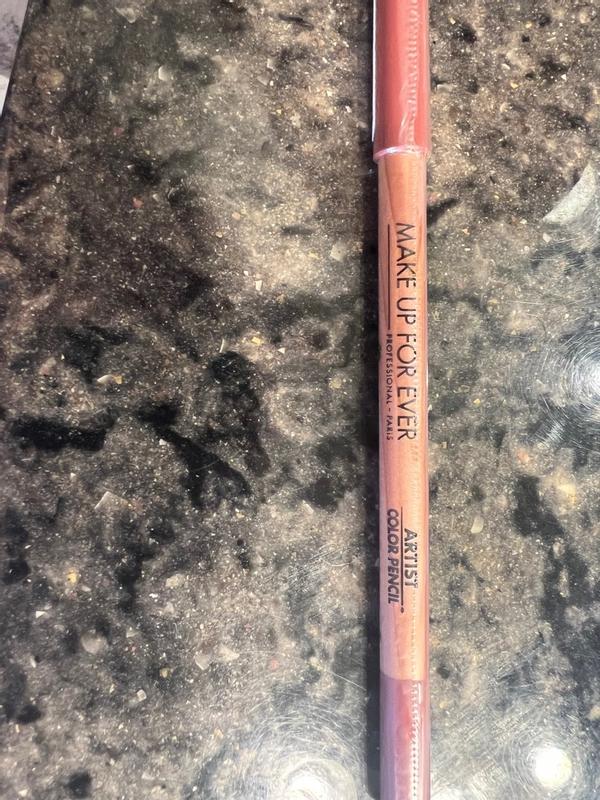 MAKE UP FOR EVER
PROFESSIONAL - PARIS
ARTIST
COLOR PENCIL